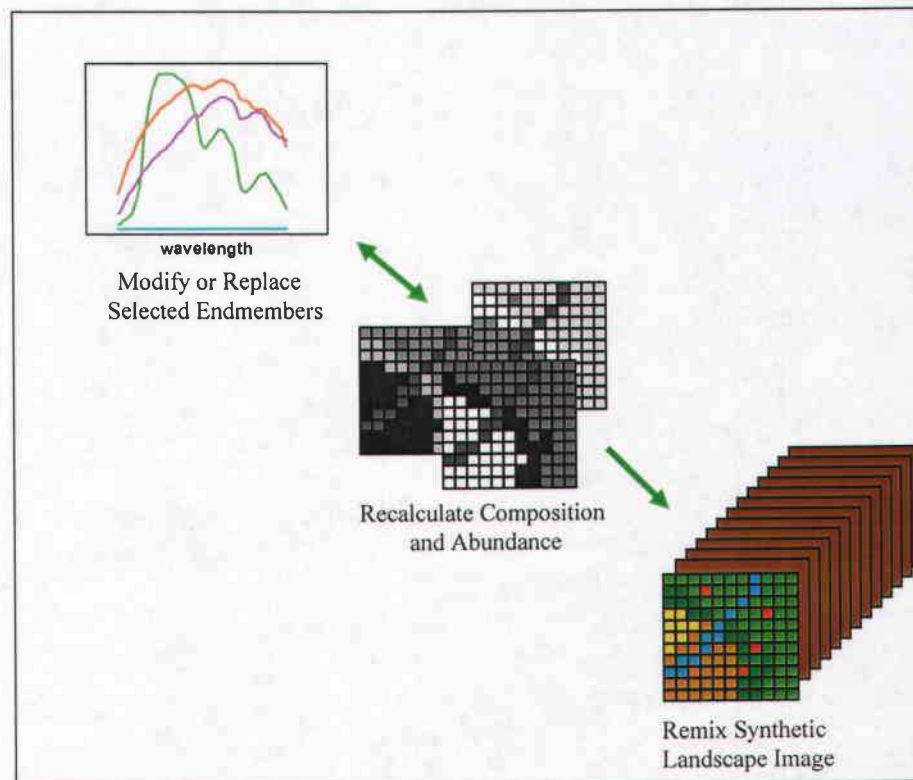 wavelength
Modify or Replace
Selected Endmembers
Recalculate Composition
and Abundance
Remix Synthetic
Landscape Image